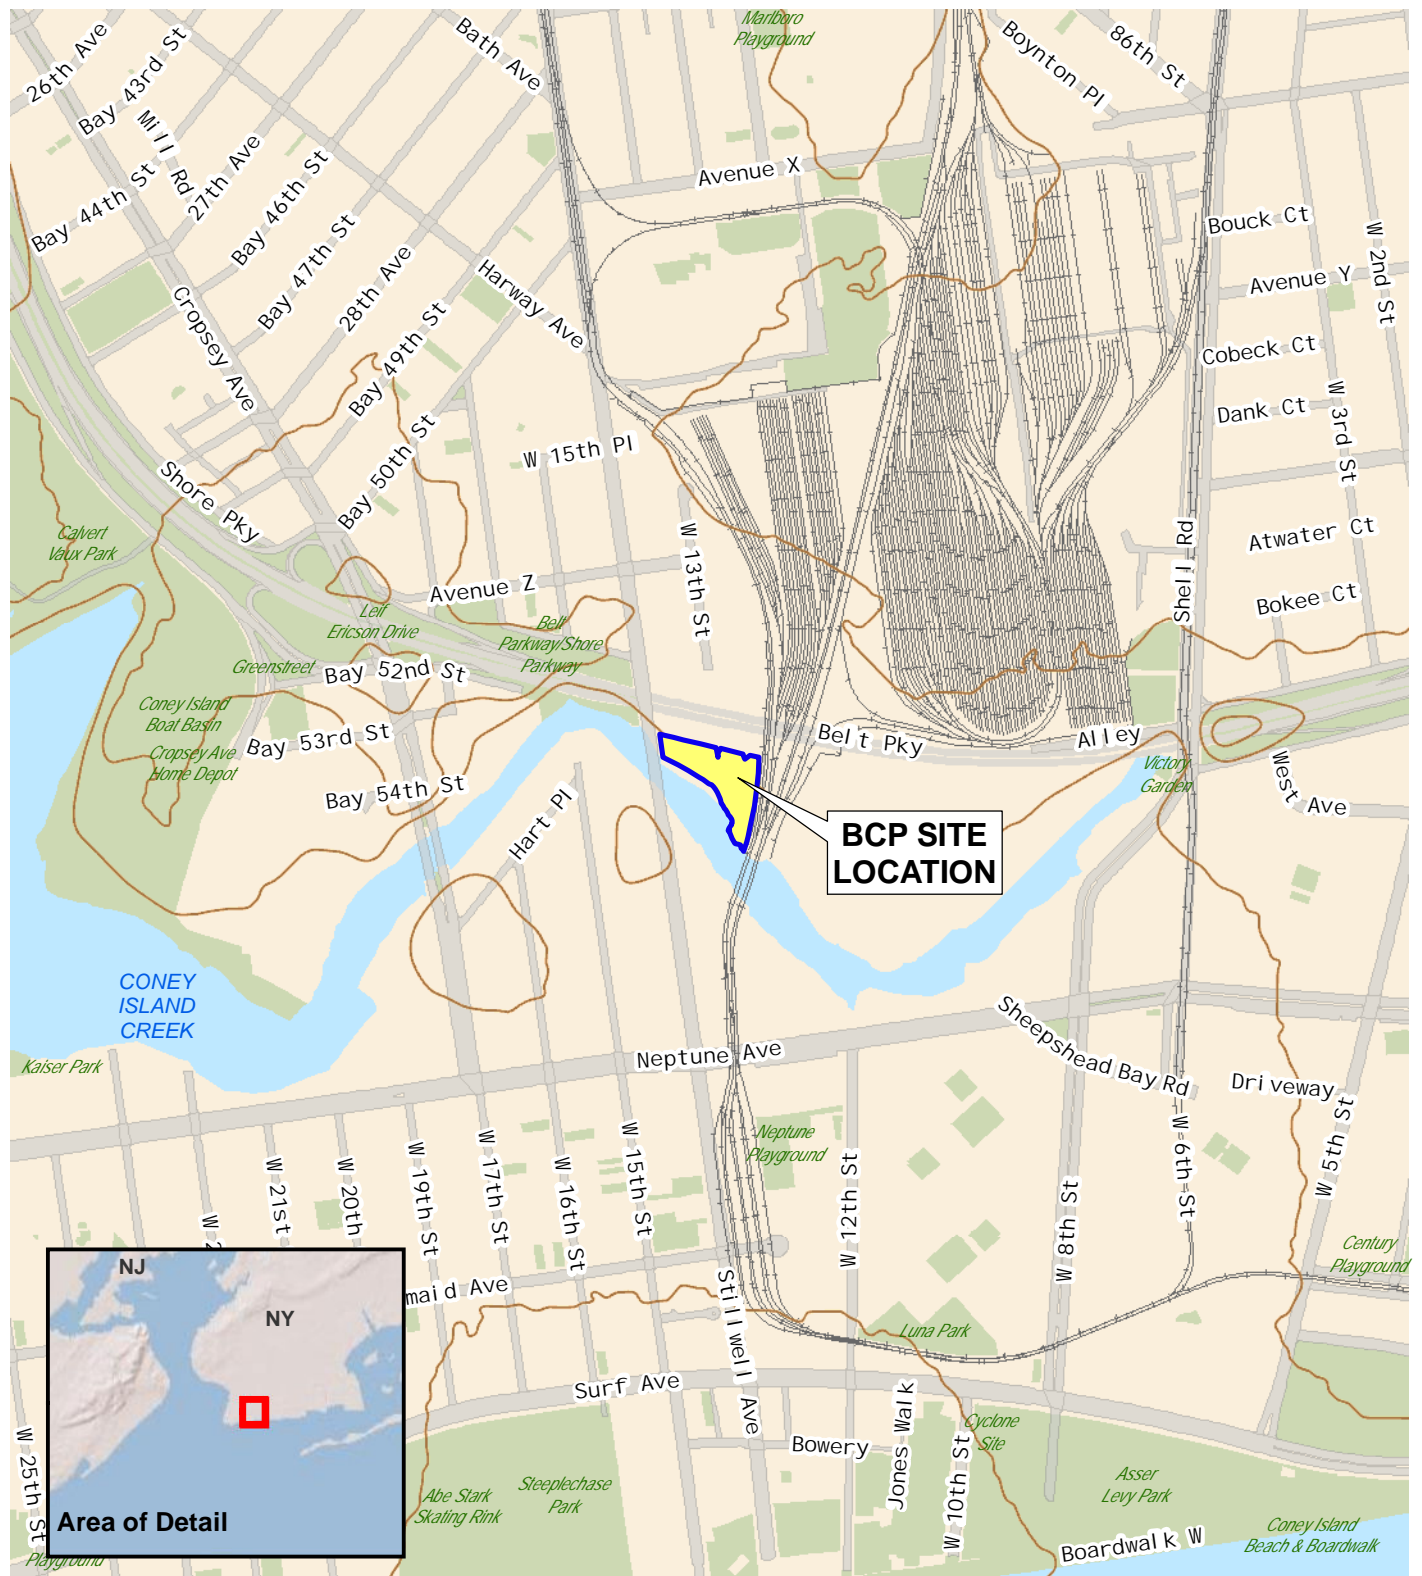 Marlboro
Playground
26th Ave
Bay 43rd St
Bath Ave
Boynton Pl
86th St
Mill Rd
27th Ave
Bay 44th St
Bay 46th St
Avenue X
Bay 47th St
28th Ave
Harway Ave
Bouck Ct
W 2nd St
Avenue Y
Cropsey Ave
Bay 49th St
Cobeck Ct
Dank Ct
W 3rd St
W 15th Pl
Bay 50th St
Shore Pky
Calvert
Vaux Park
W 13th St
Shell Rd
Atwater Ct
Bokee Ct
Avenue Z
Leif
Ericson Drive
Belt
Parkway/Shore
Parkway
Greenstreet
Bay 52nd St
Coney Island
Boat Basin
Bay 53rd St
Cropsey Ave
Home Depot
Belt Pky
Alley
Victory
Garden
West Ave
Bay 54th St
Hart Pl
BCP SITE
LOCATION
CONEY
ISLAND
CREEK
Kaiser Park
Neptune Ave
Sheepshead Bay Rd
Driveway
Neptune
Playground
W 21st
W 20th
W 19th St
W 17th St
W 16th St
W 15th St
W 12th St
W 8th St
W 6th St
W 5th St
W 2
maid Ave
Stillwell Ave
Century
Playground
Luna Park
Surf Ave
Bowery
Jones Walk
W 10th St
Cyclone
Site
W 25th St
Abe Stark
Skating Rink
Steeplechase
Park
Asser
Levy Park
Boardwalk W
Coney Island
Beach & Boardwalk
Playground
NJ
NY
Area of Detail